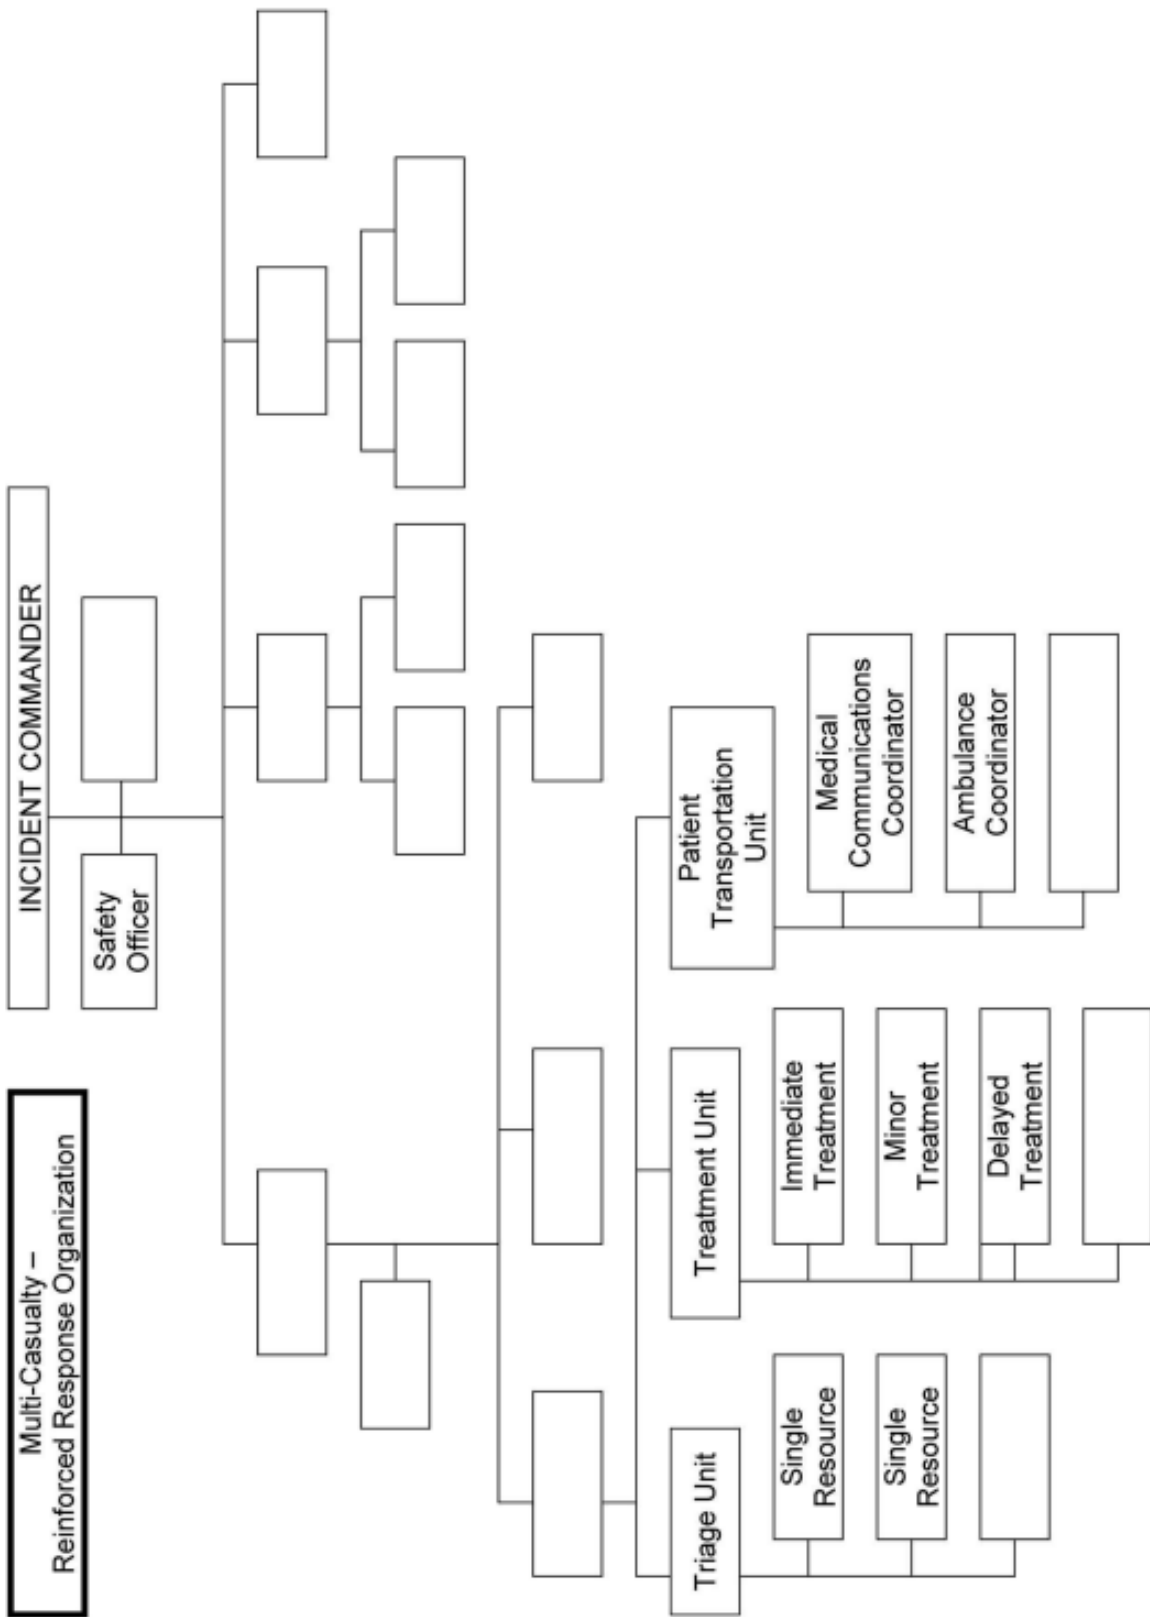 Multi-Casualty –
Reinforced Response Organization
INCIDENT COMMANDER
Safety
Officer
Triage Unit
Single
Resource
Single
Resource
Treatment Unit
Immediate
Treatment
Minor
Treatment
Delayed
Treatment
Patient
Transportation
Unit
Medical
Communications
Coordinator
Ambulance
Coordinator